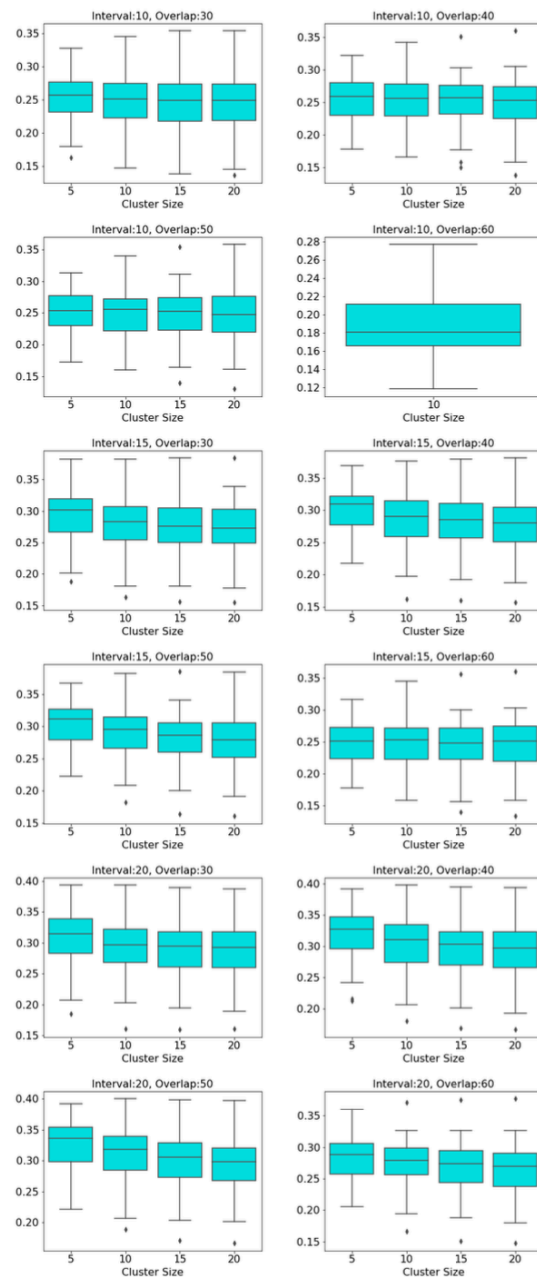 Interval:10, Overlap:30
0.35
0.30
0.25
0.20
0.15
5 10 15 20
Cluster Size
Interval:10, Overlap:40
0.35
0.30
0.25
0.20
0.15
5 10 15 20
Cluster Size
Interval:10, Overlap:50
0.35
0.30
0.25
0.20
0.15
5 10 15 20
Cluster Size
Interval:10, Overlap:60
0.28
0.26
0.24
0.22
0.20
0.18
0.16
0.14
0.12
10
Cluster Size
Interval:15, Overlap:30
0.35
0.30
0.25
0.20
0.15
5 10 15 20
Cluster Size
Interval:15, Overlap:40
0.35
0.30
0.25
0.20
0.15
5 10 15 20
Cluster Size
Interval:15, Overlap:50
0.35
0.30
0.25
0.20
0.15
5 10 15 20
Cluster Size
Interval:15, Overlap:60
0.35
0.30
0.25
0.20
0.15
5 10 15 20
Cluster Size
Interval:20, Overlap:30
0.40
0.35
0.30
0.25
0.20
0.15
5 10 15 20
Cluster Size
Interval:20, Overlap:40
0.40
0.35
0.30
0.25
0.20
5 10 15 20
Cluster Size
Interval:20, Overlap:50
0.40
0.35
0.30
0.25
0.20
5 10 15 20
Cluster Size
Interval:20, Overlap:60
0.35
0.30
0.25
0.20
0.15
5 10 15 20
Cluster Size